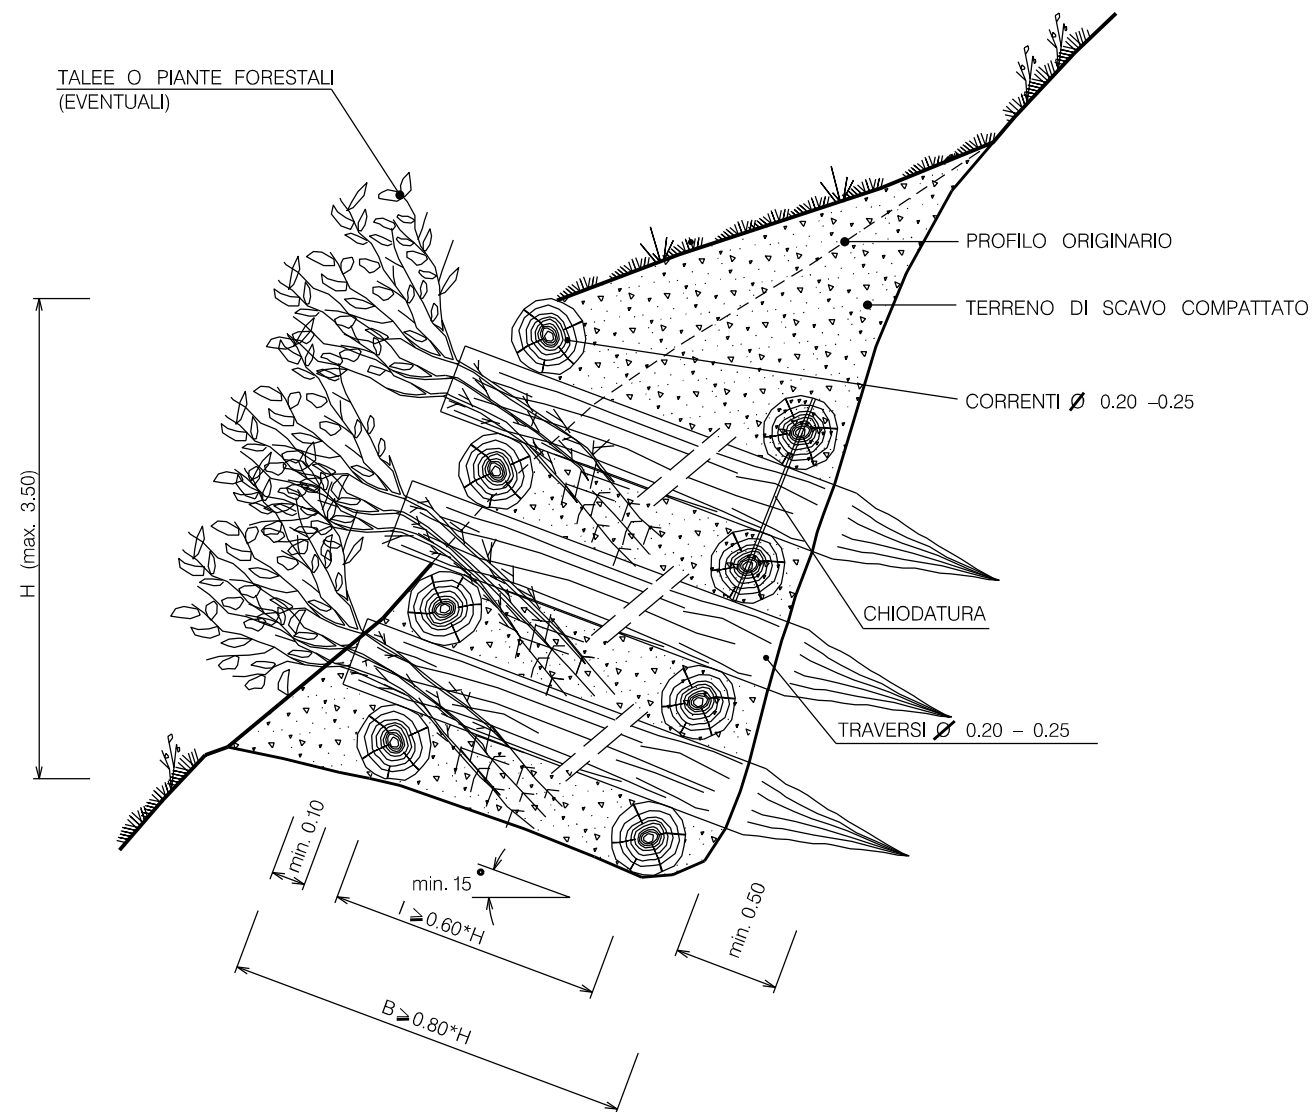 TALEE O PIANTE FORESTALI
(EVENTUALI)
PROFILO ORIGINARIO
TERRENO DI SCAVO COMPATTATO
CORRENTI Ø 0.20 -0.25
H (max. 3.50)
CHIODATURA
TRAVERSI Ø 0.20 - 0.25
min. 0.10
min. 15°
l ≧0.60*H
min. 0.50
B ≧0.80*H